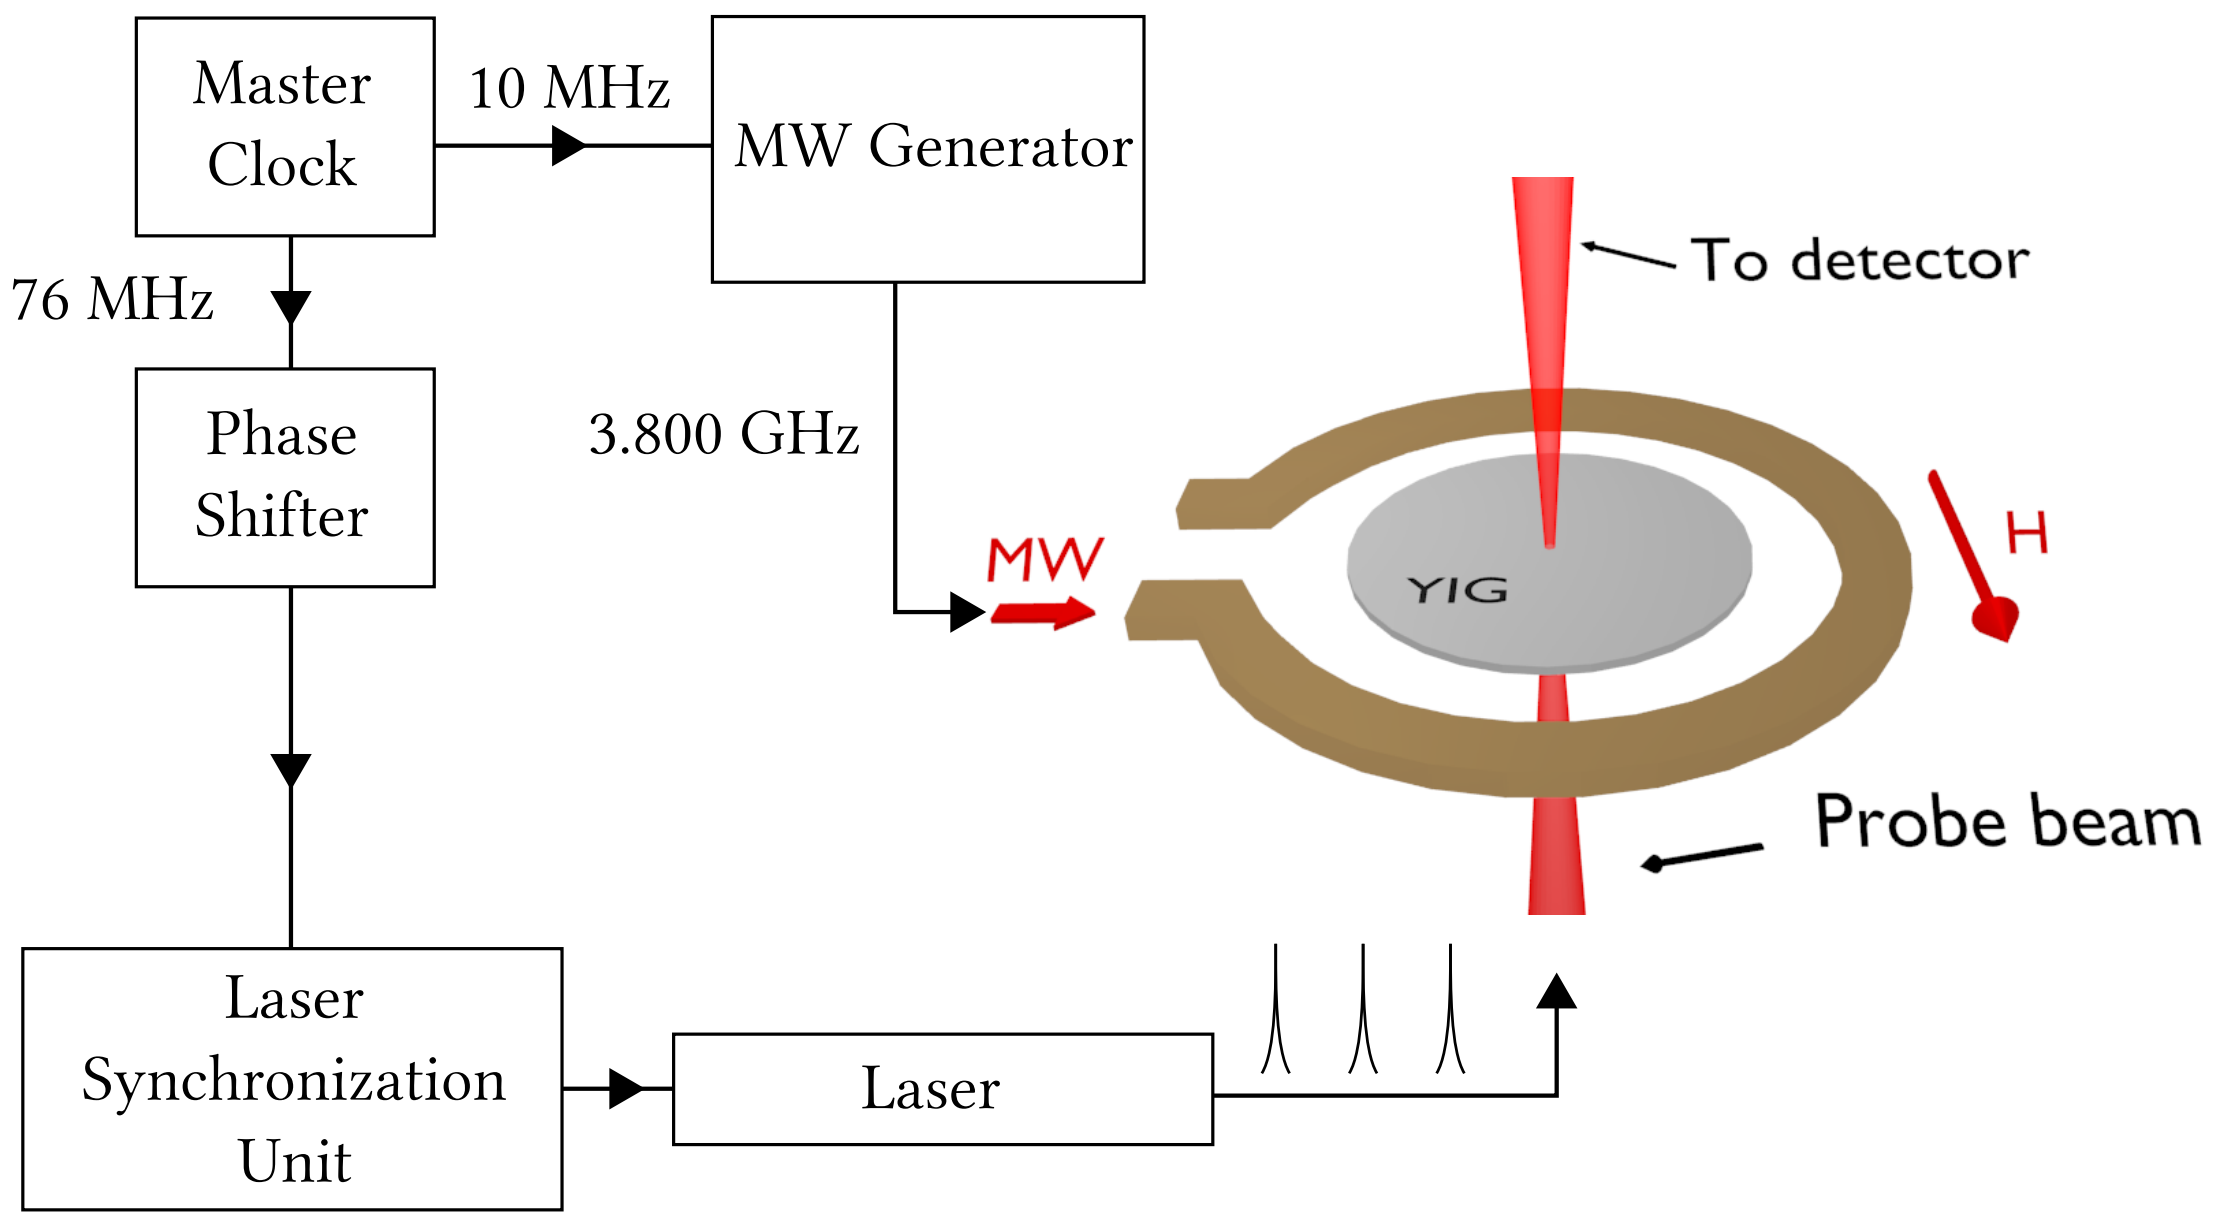 Master
Clock
10 MHz
MW Generator
76 MHz
Phase
Shifter
3.800 GHz
To detector
MW
YIG
H
Probe beam
Laser
Synchronization
Unit
Laser